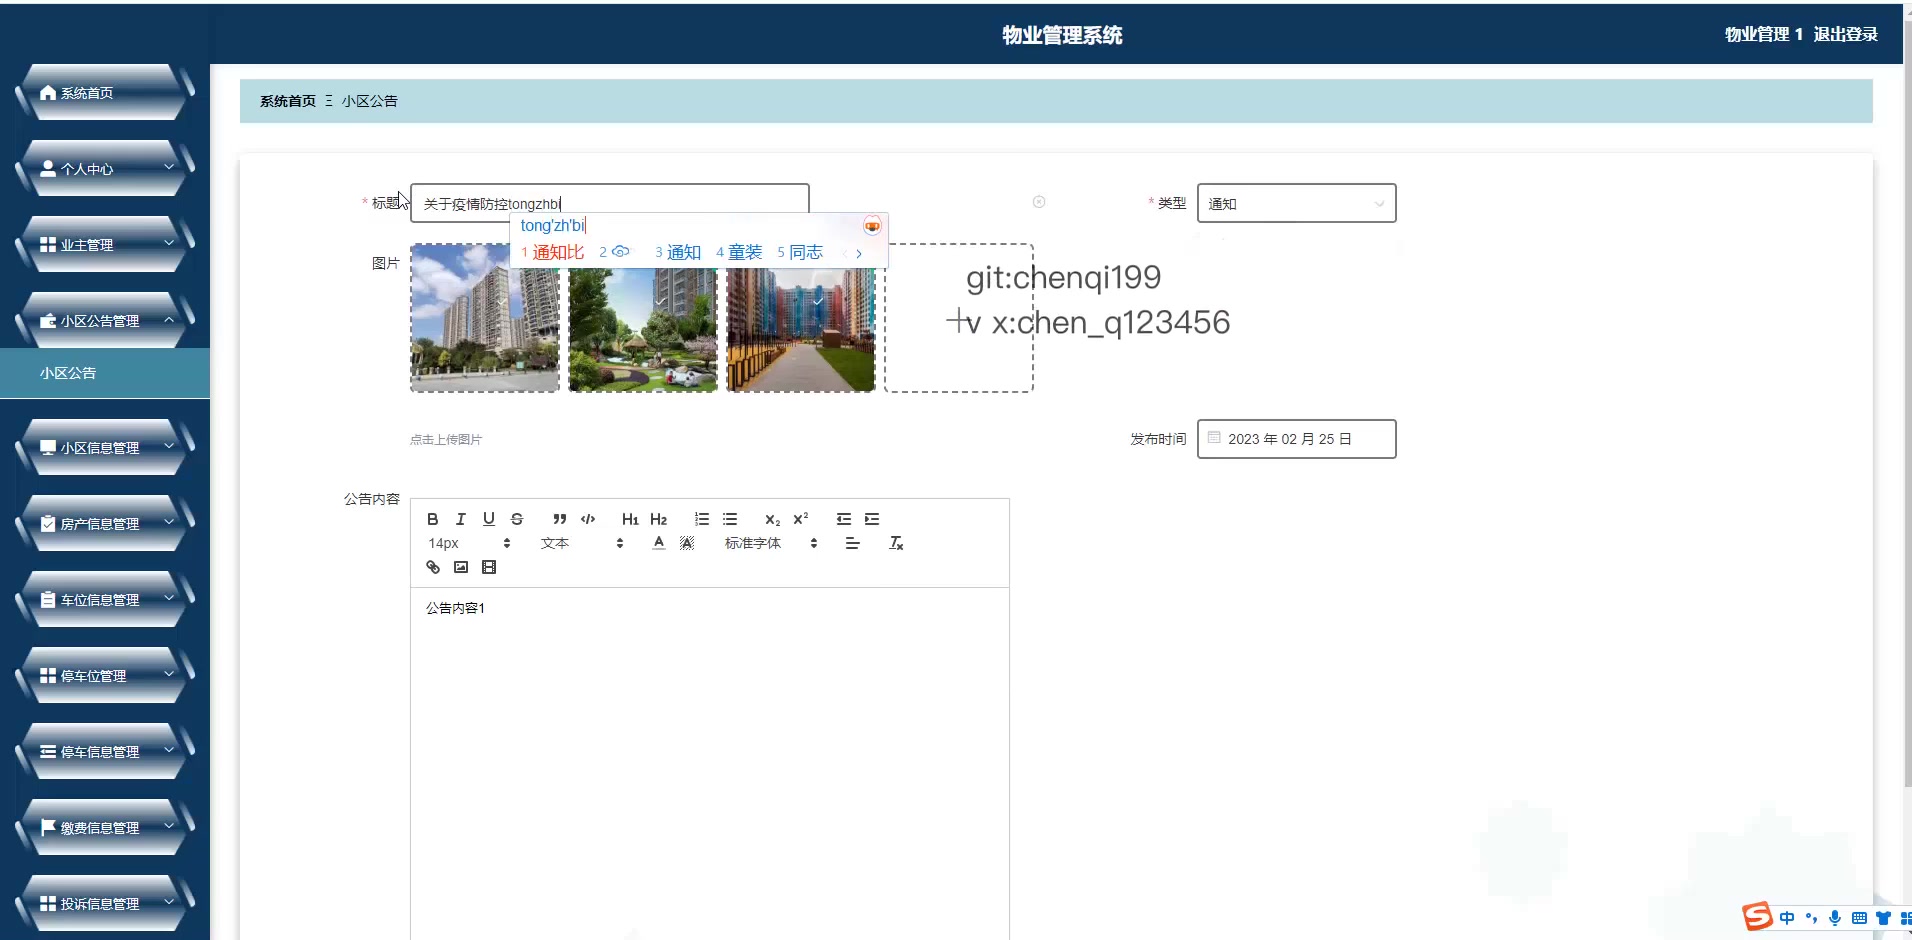 物业管理系统
物业管理 1 退出登录
系统首页
个人中心
业主管理
小区公告管理
小区公告
小区信息管理
房产信息管理
车位信息管理
停车位管理
停车信息管理
缴费信息管理
投诉信息管理
系统首页 Ξ 小区公告
* 标题 关于疫情防控tongzhbi
* 类型 通知
tong'zh'bi
1 通知比 2 3 通知 4 童装 5 同志
图片
git:chenqi199
v x:chen_q123456
点击上传图片
发布时间 2023 年 02 月 25 日
公告内容
B I U S H1 H2 X2 X2
14px 文本 A A 标准字体 Tx
公告内容1
S 中